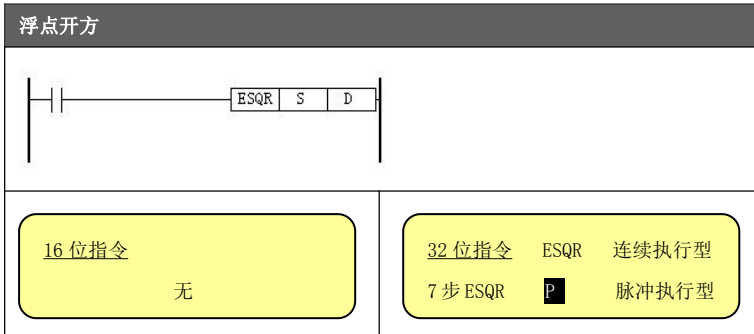 浮点开方
ESQR S D
16 位指令
无
32 位指令 ESQR 连续执行型
7 步 ESQR P 脉冲执行型